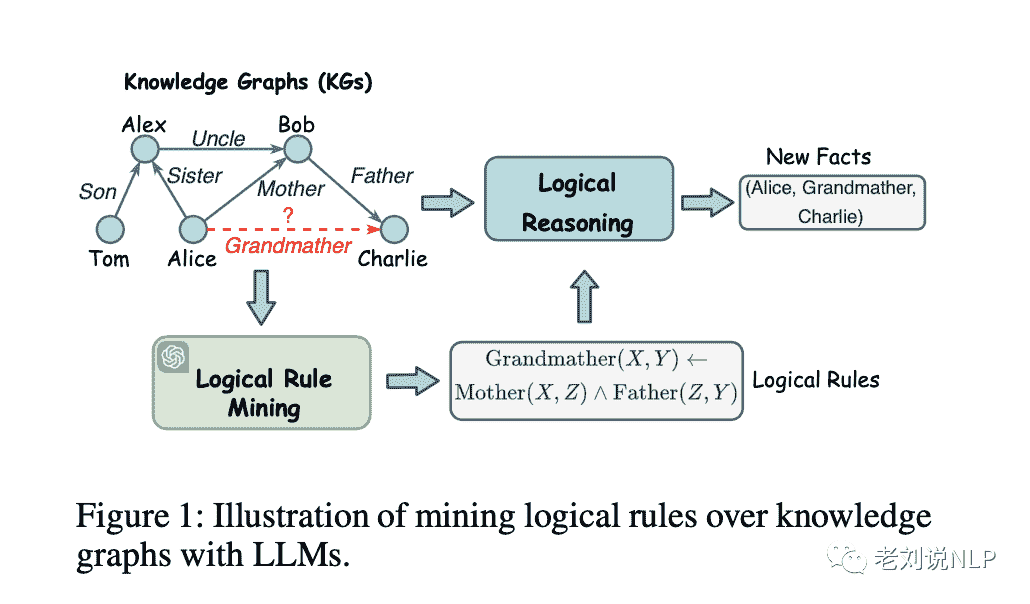 Knowledge Graphs (KGs)
Alex
Bob
Uncle
Son
Sister
Mother
Father
?
Grandmather
Tom
Alice
Charlie
Logical
Reasoning
New Facts
(Alice, Grandmather,
Charlie)
Logical Rule
Mining
Grandmather(X, Y) ←
Mother(X, Z) ∧ Father(Z, Y)
Logical Rules
Figure 1: Illustration of mining logical rules over knowledge
graphs with LLMs.
老刘说NLP